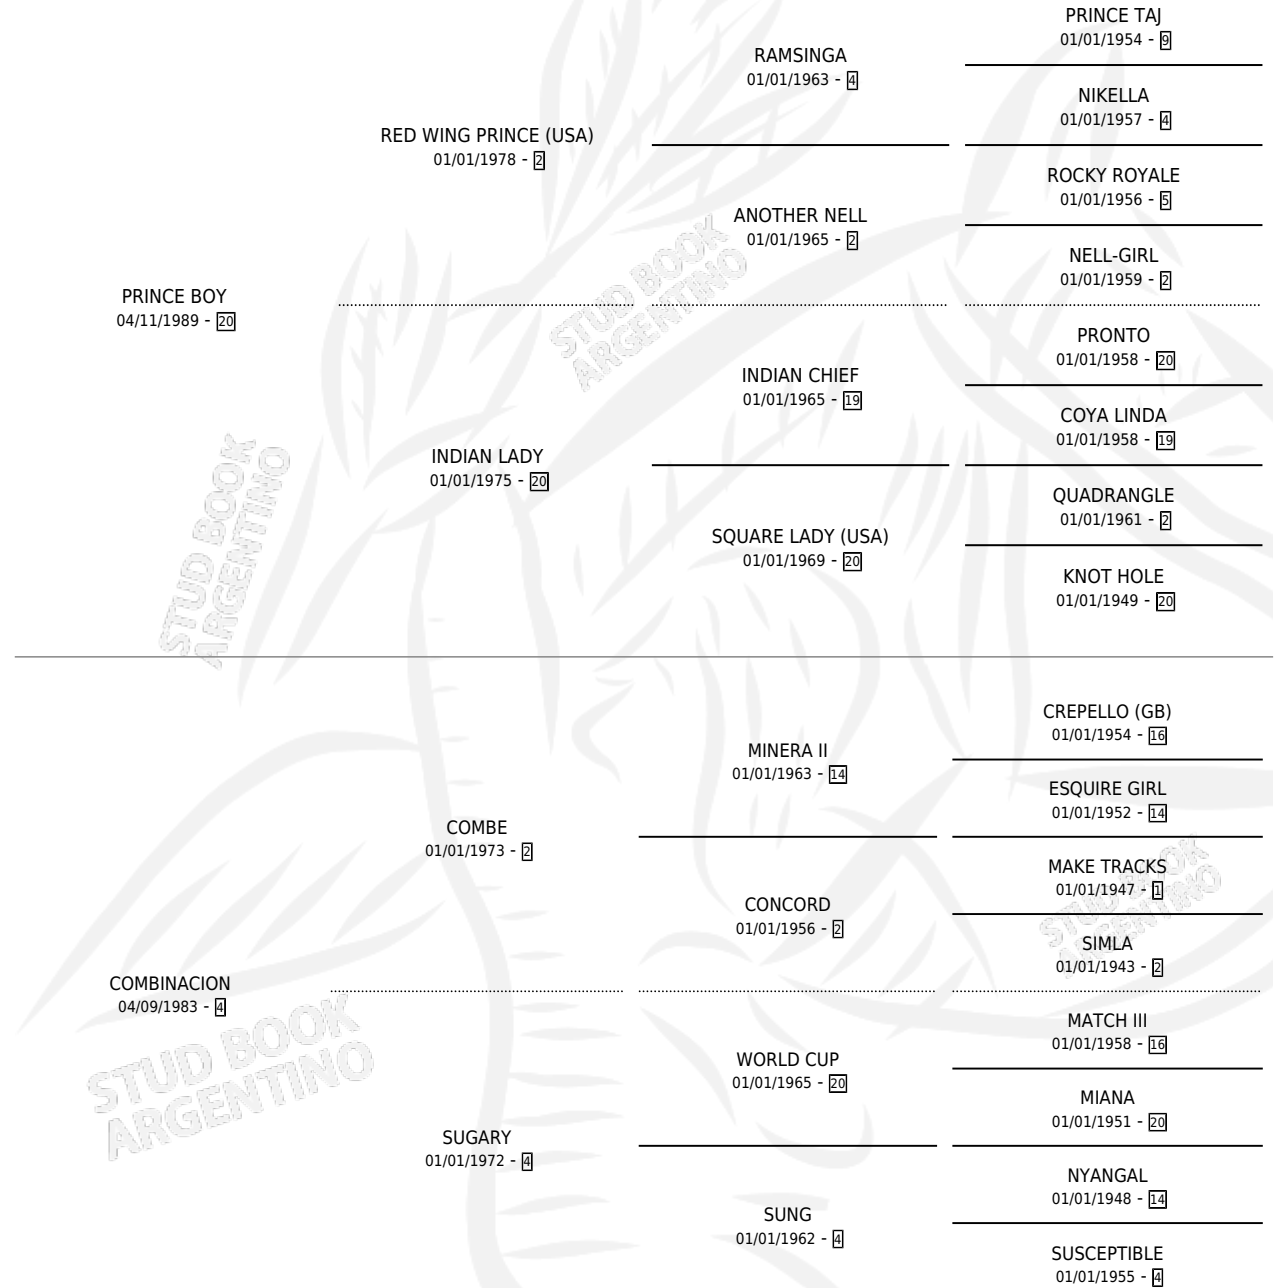 PRINCE TAJ
01/01/1954 - 9
RAMSINGA
01/01/1963 - 4
NIKELLA
01/01/1957 - 4
RED WING PRINCE (USA)
01/01/1978 - 2
ROCKY ROYALE
01/01/1956 - 5
ANOTHER NELL
01/01/1965 - 2
NELL-GIRL
01/01/1959 - 2
PRINCE BOY
04/11/1989 - 20
PRONTO
01/01/1958 - 20
INDIAN CHIEF
01/01/1965 - 19
COYA LINDA
01/01/1958 - 19
INDIAN LADY
01/01/1975 - 20
QUADRANGLE
01/01/1961 - 2
SQUARE LADY (USA)
01/01/1969 - 20
KNOT HOLE
01/01/1949 - 20
CREPELLO (GB)
01/01/1954 - 16
MINERA II
01/01/1963 - 14
ESQUIRE GIRL
01/01/1952 - 14
COMBE
01/01/1973 - 2
MAKE TRACKS
01/01/1947 - 1
CONCORD
01/01/1956 - 2
SIMLA
01/01/1943 - 2
COMBINACION
04/09/1983 - 4
MATCH III
01/01/1958 - 16
WORLD CUP
01/01/1965 - 20
MIANA
01/01/1951 - 20
SUGARY
01/01/1972 - 4
NYANGAL
01/01/1948 - 14
SUNG
01/01/1962 - 4
SUSCEPTIBLE
01/01/1955 - 4
STUD BOOK
ARGENTINO
STUD BOOK
ARGENTINO
STUD BOOK
ARGENTINO
STUD BOOK
ARGENTINO